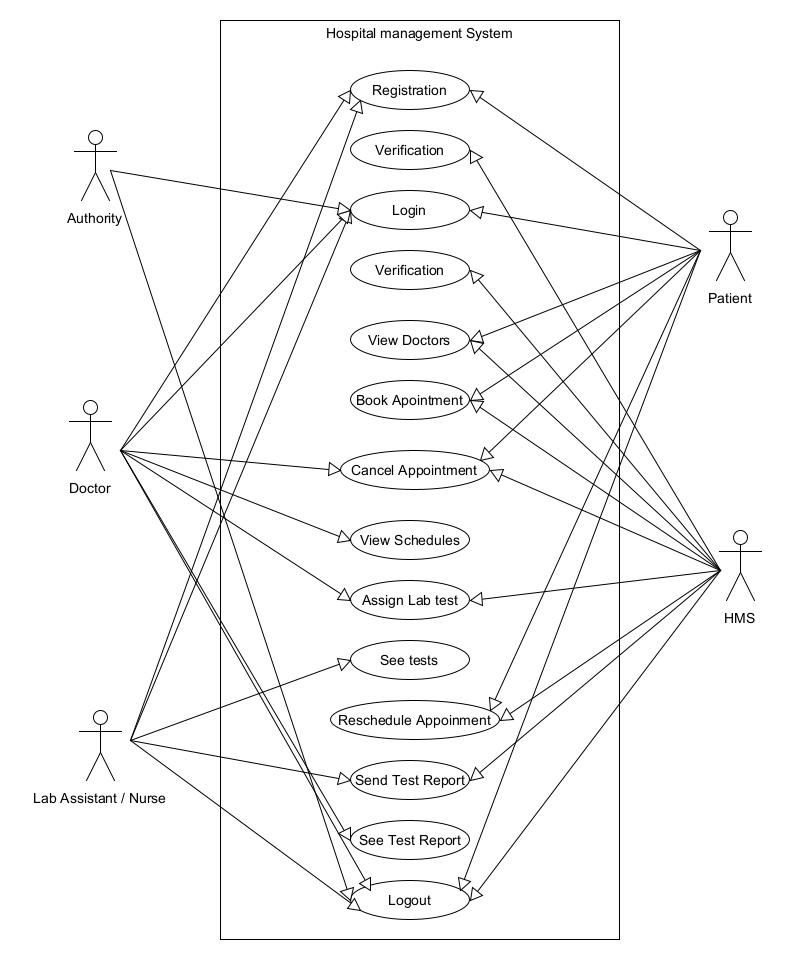 Hospital management System
Registration
Verification
Authority
Login
Verification
Patient
View Doctors
Book Apointment
Cancel Appointment
Doctor
View Schedules
Assign Lab test
HMS
See tests
Reschedule Appoinment
Send Test Report
Lab Assistant / Nurse
See Test Report
Logout